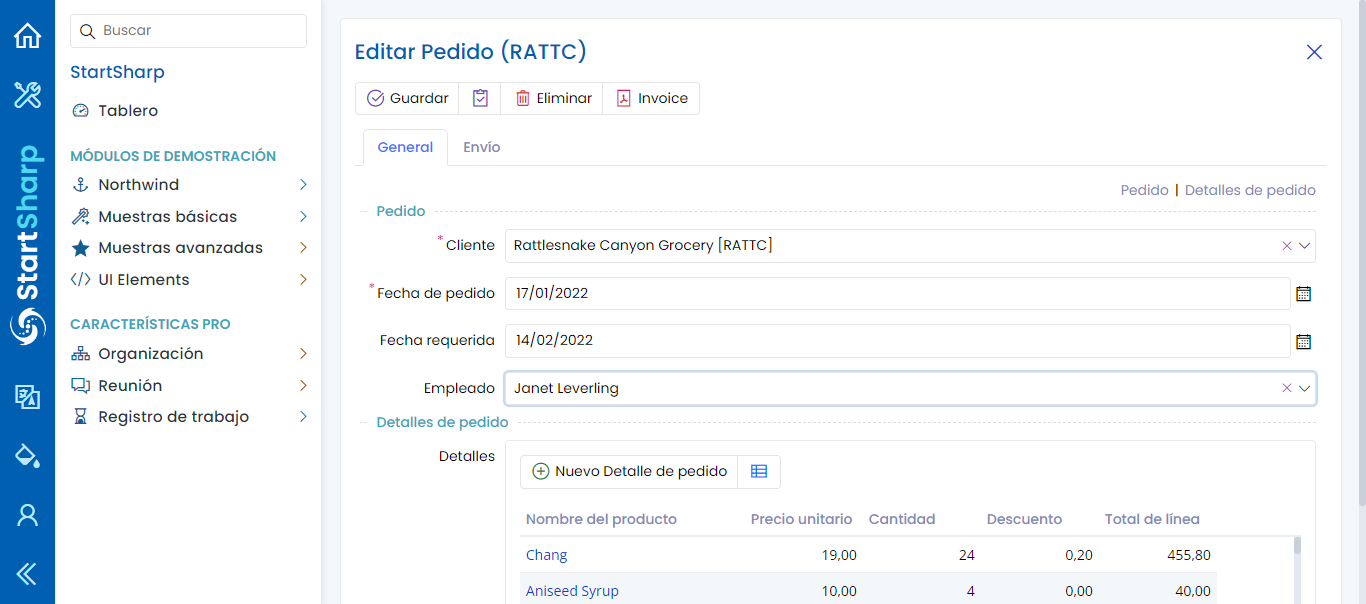 Buscar
StartSharp
Tablero
MÓDULOS DE DEMOSTRACIÓN
Northwind
Muestras básicas
Muestras avanzadas
UI Elements
CARACTERÍSTICAS PRO
Organización
Reunión
Registro de trabajo
StartSharp
Editar Pedido (RATTC)
Guardar Eliminar Invoice
General Envío
Pedido | Detalles de pedido
Pedido
* Cliente Rattlesnake Canyon Grocery [RATTC]
* Fecha de pedido 17/01/2022
Fecha requerida 14/02/2022
Empleado Janet Leverling
Detalles de pedido
Detalles
Nuevo Detalle de pedido
Nombre del producto Precio unitario Cantidad Descuento Total de línea
Chang 19,00 24 0,20 455,80
Aniseed Syrup 10,00 4 0,00 40,00